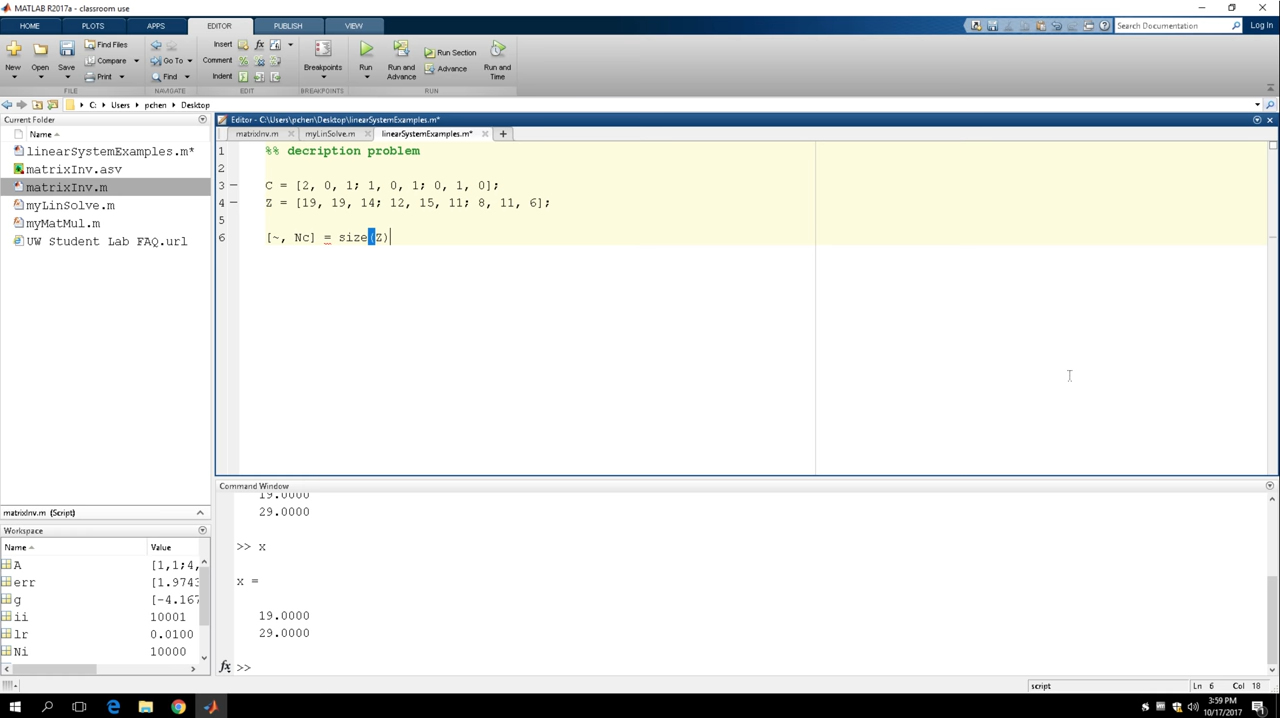 MATLAB R2017a - classroom use
HOME PLOTS APPS EDITOR PUBLISH VIEW Search Documentation Log In
New Open Save Find Files Compare Print
Go To Find
Insert fx
Comment
Indent
Breakpoints Run Run and Advance Run Section Advance Run and Time
FILE NAVIGATE EDIT BREAKPOINTS RUN
C: Users pchen Desktop
Current Folder
Name
linearSystemExamples.m*
matrixInv.asv
matrixInv.m
myLinSolve.m
myMatMul.m
UW Student Lab FAQ.url
matrixInv.m (Script)
Workspace
Name Value
A [1,1;4,
err [1.9743
g [-4.167
ii 10001
lr 0.0100
Ni 10000
Editor - C:\Users\pchen\Desktop\linearSystemExamples.m*
matrixInv.m myLinSolve.m linearSystemExamples.m*
1 %% decription problem
2
3 C = [2, 0, 1; 1, 0, 1; 0, 1, 0];
4 Z = [19, 19, 14; 12, 15, 11; 8, 11, 6];
5
6 [~, Nc] = size(Z)
Command Window
19.0000
29.0000
>> x
x =
19.0000
29.0000
fx >>
script Ln 6 Col 18
3:59 PM
10/17/2017